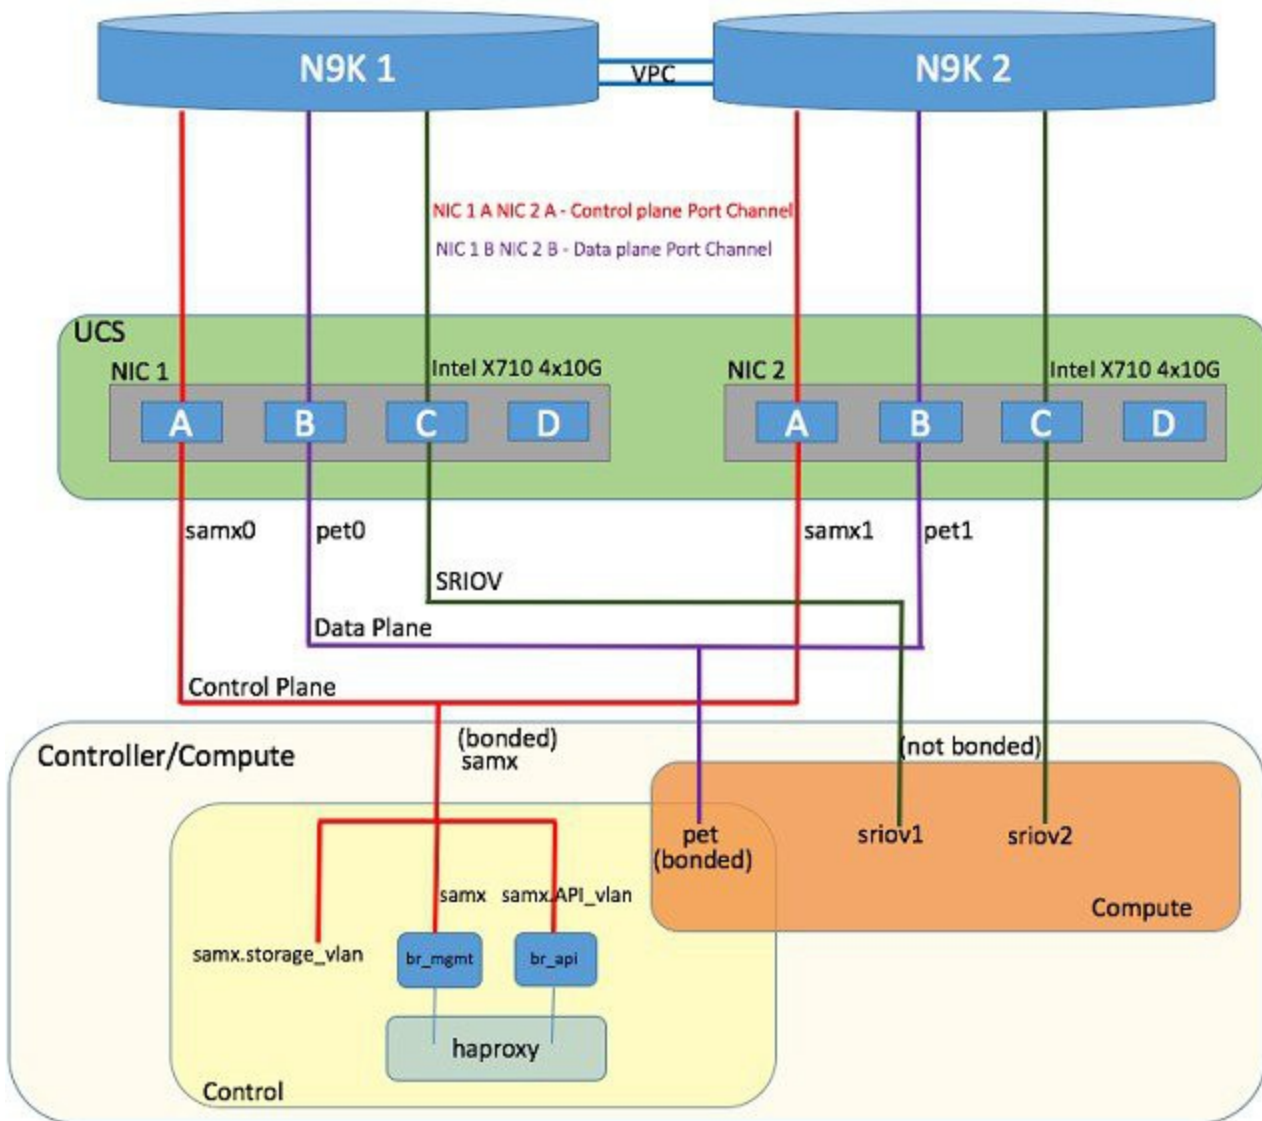 N9K 1
VPC
N9K 2
NIC 1 A NIC 2 A - Control plane Port Channel
NIC 1 B NIC 2 B - Data plane Port Channel
UCS
NIC 1
Intel X710 4x10G
NIC 2
Intel X710 4x10G
A
B
C
D
A
B
C
D
samx0
pet0
samx1
pet1
SRIOV
Data Plane
Control Plane
Controller/Compute
(bonded)
samx
(not bonded)
pet
(bonded)
sriov1
sriov2
Compute
samx
samx.API_vlan
samx.storage_vlan
br_mgmt
br_api
haproxy
Control